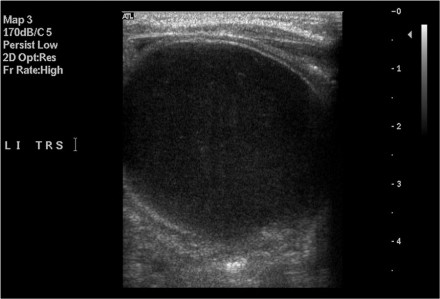 Map 3
170dB/C 5
Persist Low
2D Opt:Res
Fr Rate:High
ATL
LI TRS
-0
-1
-2
-3
-4